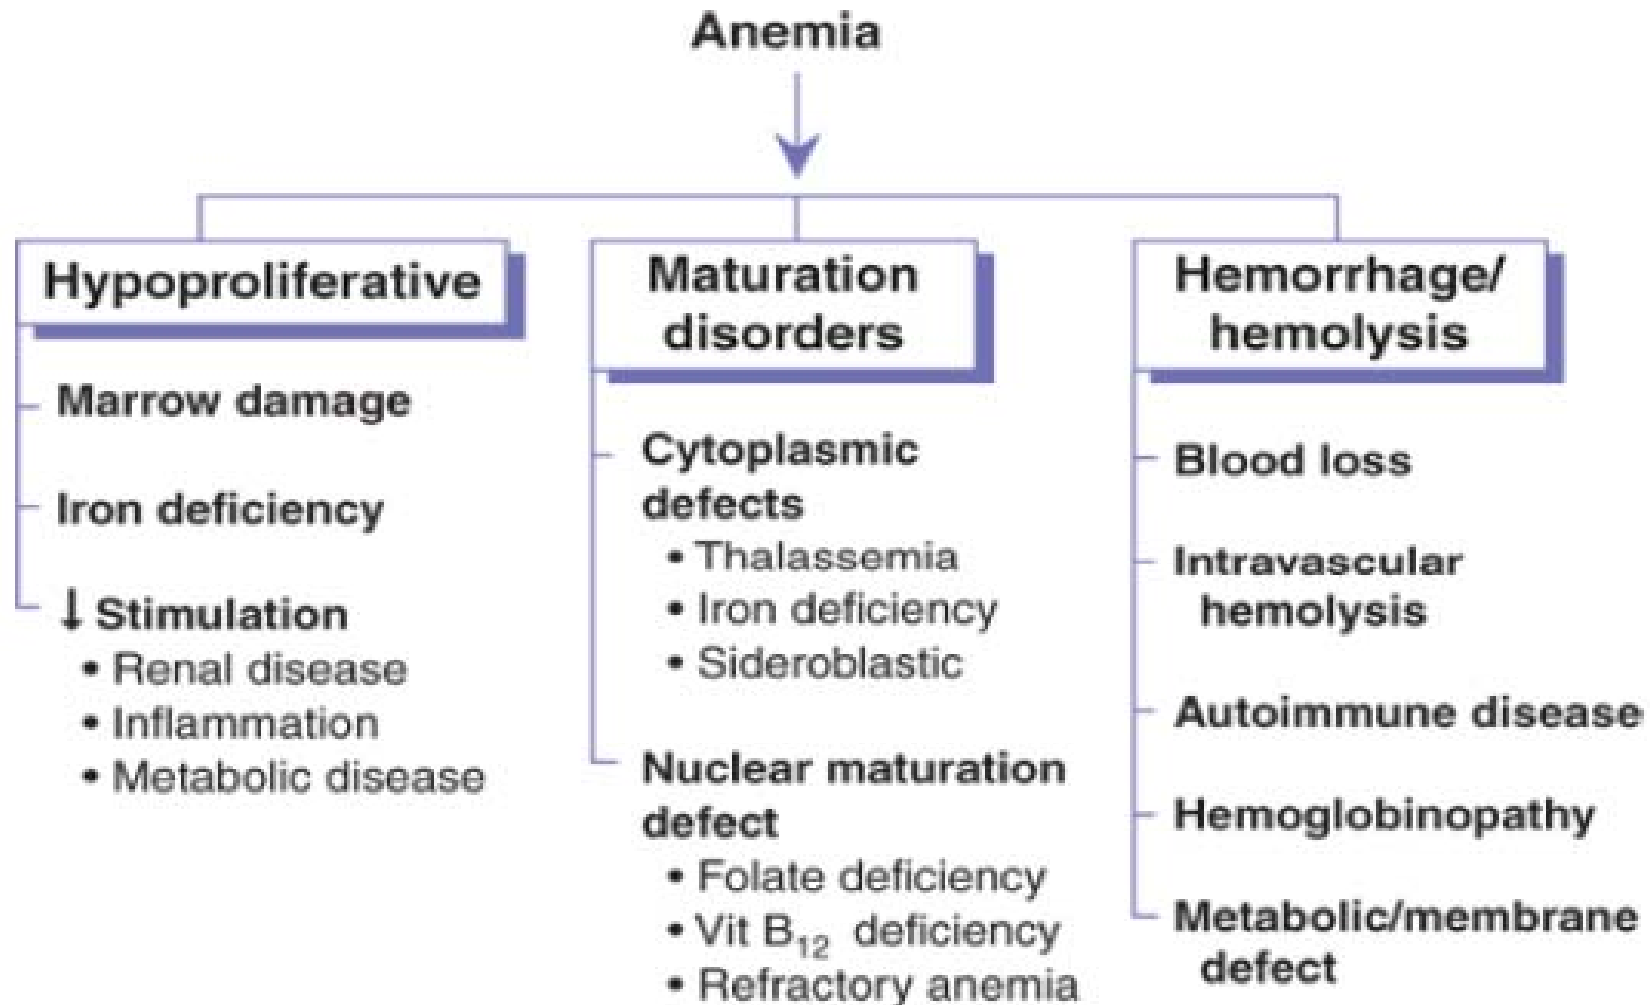 Anemia
Hypoproliferative
Marrow damage
Iron deficiency
↓ Stimulation
• Renal disease
• Inflammation
• Metabolic disease
Maturation
disorders
Cytoplasmic
defects
• Thalassemia
• Iron deficiency
• Sideroblastic
Nuclear maturation
defect
• Folate deficiency
• Vit B₁₂ deficiency
• Refractory anemia
Hemorrhage/
hemolysis
Blood loss
Intravascular
hemolysis
Autoimmune disease
Hemoglobinopathy
Metabolic/membrane
defect